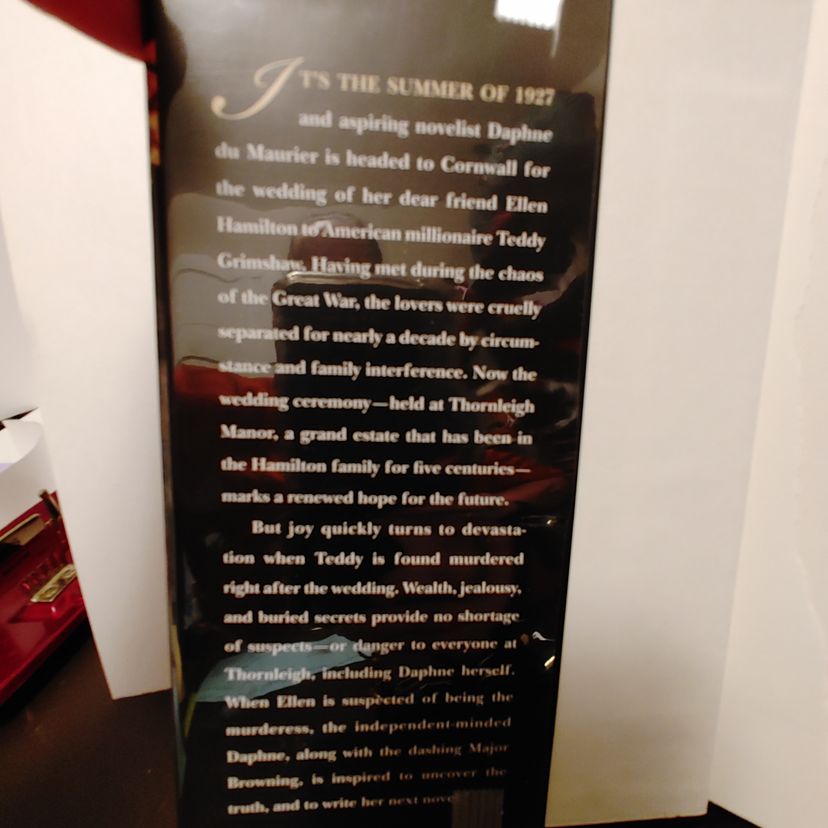 IT'S THE SUMMER OF 1927
and aspiring novelist Daphne
du Maurier is headed to Cornwall for
the wedding of her dear friend Ellen
Hamilton to American millionaire Teddy
Grimshaw. Having met during the chaos
of the Great War, the lovers were cruelly
separated for nearly a decade by circum-
stance and family interference. Now the
wedding ceremony—held at Thornleigh
Manor, a grand estate that has been in
the Hamilton family for five centuries—
marks a renewed hope for the future.
But joy quickly turns to devasta-
tion when Teddy is found murdered
right after the wedding. Wealth, jealousy,
and buried secrets provide no shortage
of suspects—or danger to everyone at
Thornleigh, including Daphne herself.
When Ellen is suspected of being the
murderess, the independent-minded
Daphne, along with the dashing Major
Browning, is inspired to uncover the
truth, and to write her next